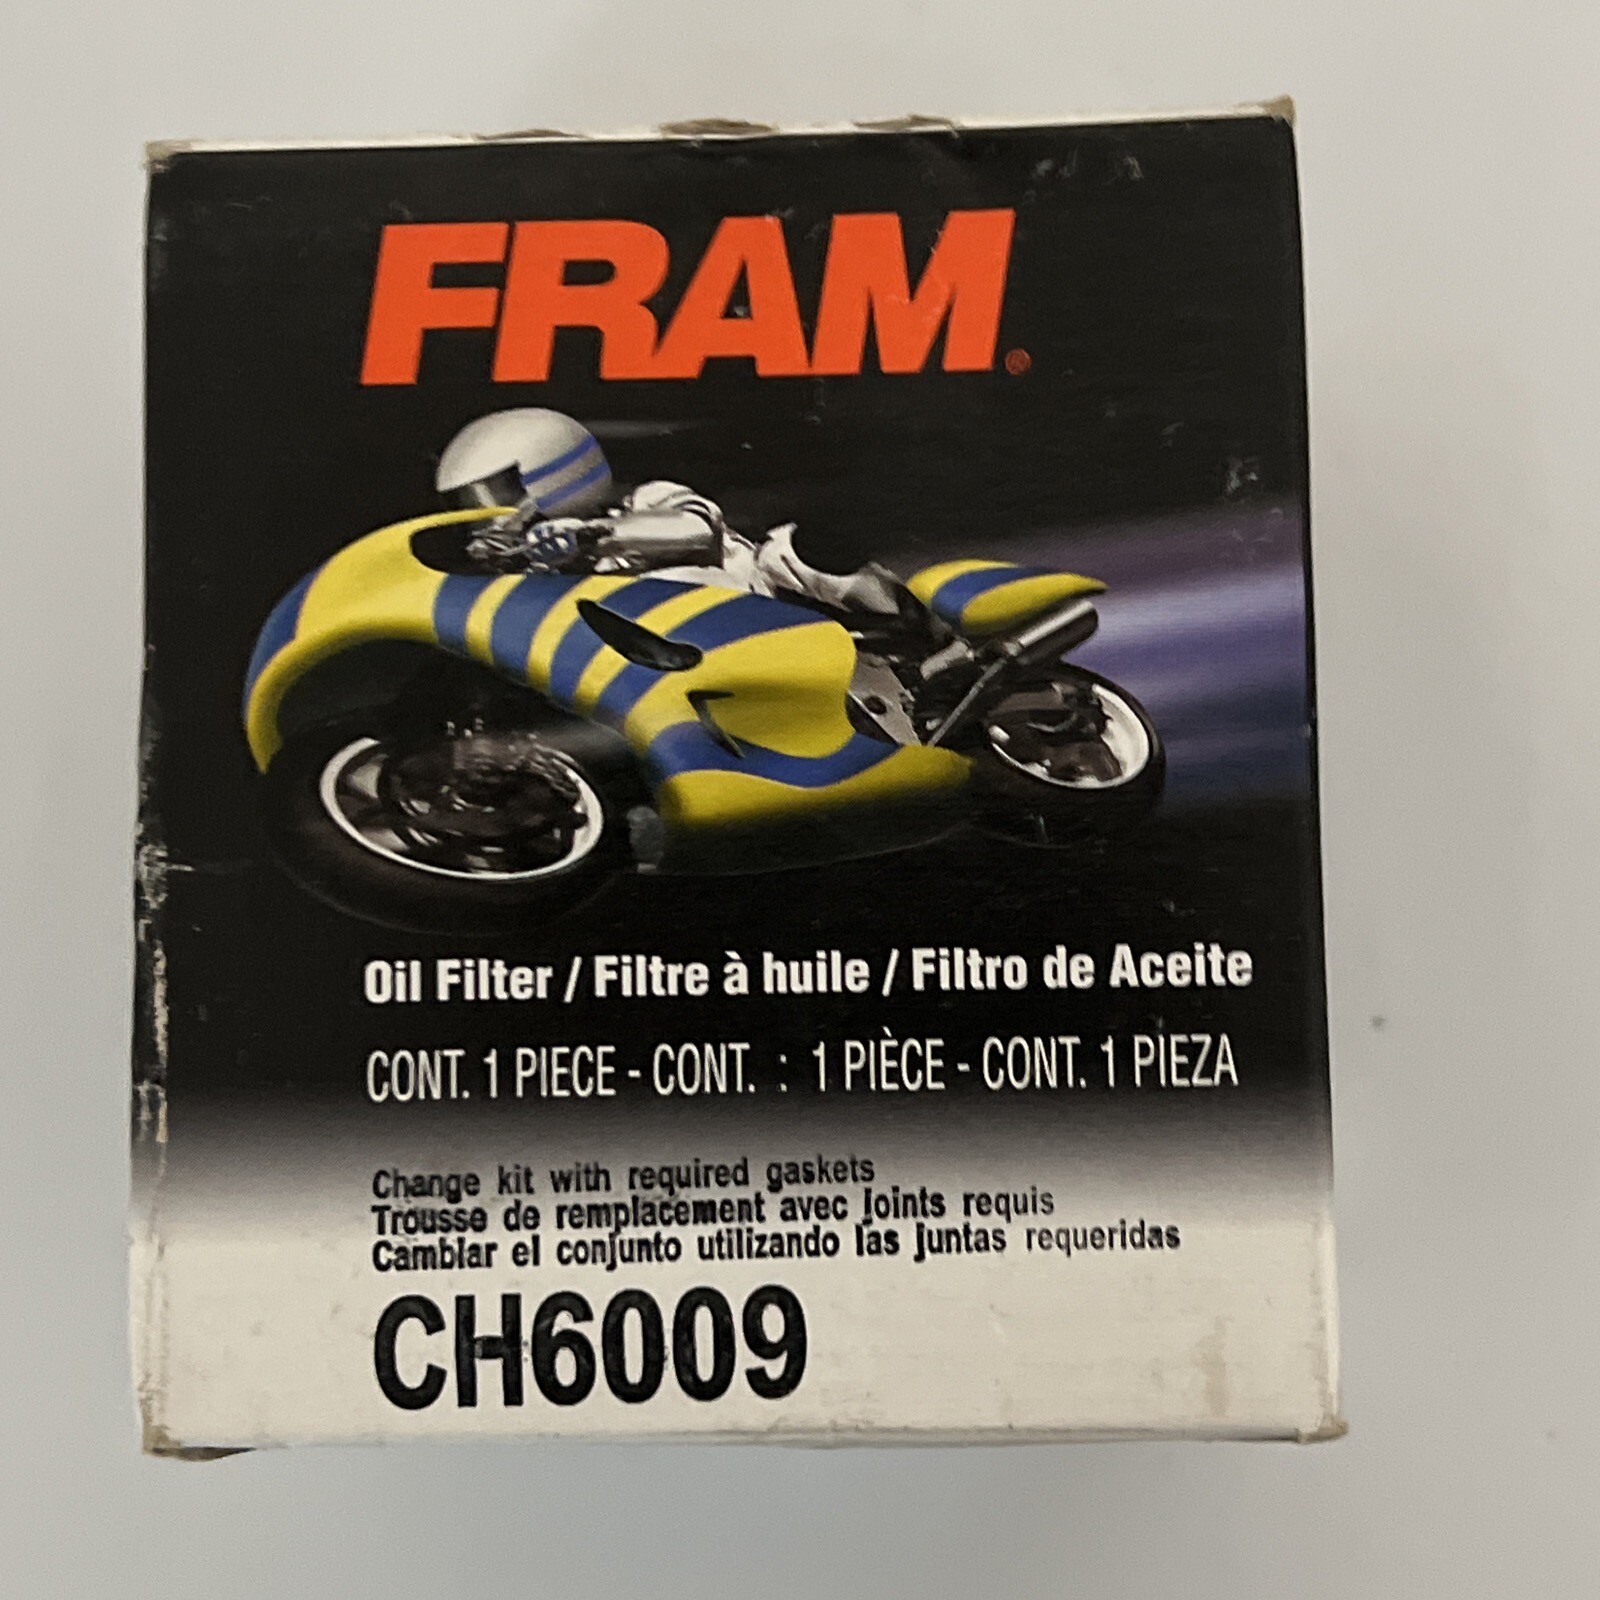 FRAM®
Oil Filter / Filtre à huile / Filtro de Aceite
CONT. 1 PIECE - CONT. : 1 PIÈCE - CONT. 1 PIEZA
Change kit with required gaskets
Trousse de remplacement avec joints requis
Cambiar el conjunto utilizando las juntas requeridas
CH6009